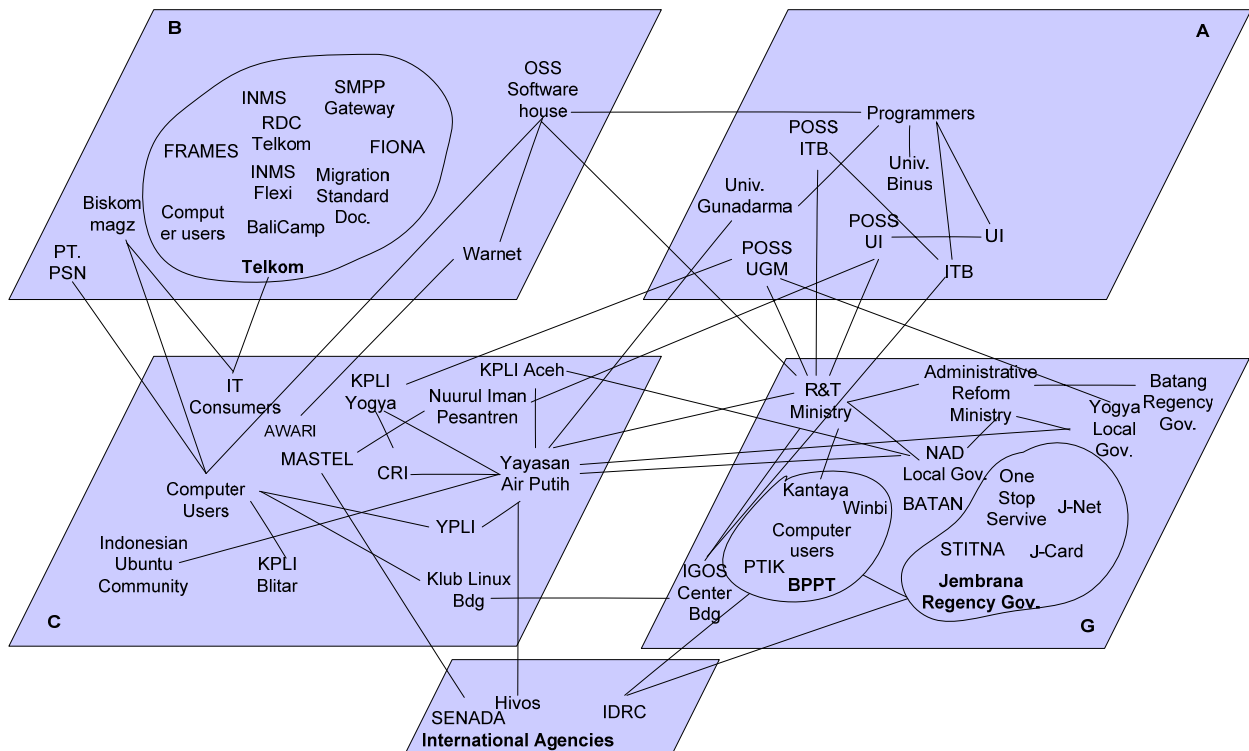 B
OSS
Software
house
INMS
SMPP
Gateway
RDC
Telkom
FRAMES
FIONA
INMS
Flexi
Migration
Standard
Doc.
Comput
er users
BaliCamp
Telkom
Biskom
magz
PT.
PSN
Warnet
A
Programmers
POSS
ITB
Univ.
Binus
Univ.
Gunadarma
POSS
UI
UI
POSS
UGM
ITB
IT
Consumers
KPLI
Yogya
KPLI Aceh
Nuurul Iman
Pesantren
AWARI
MASTEL
CRI
Yayasan
Air Putih
Computer
Users
YPLI
Indonesian
Ubuntu
Community
KPLI
Blitar
Klub Linux
Bdg
C
R&T
Ministry
Administrative
Reform
Ministry
Batang
Regency
Gov.
Yogya
Local
Gov.
NAD
Local Gov.
Kantaya
Winbi
BATAN
One
Stop
Servive
J-Net
Computer
users
STITNA
J-Card
PTIK
BPPT
IGOS
Center
Bdg
Jembrana
Regency Gov.
G
SENADA
Hivos
IDRC
International Agencies